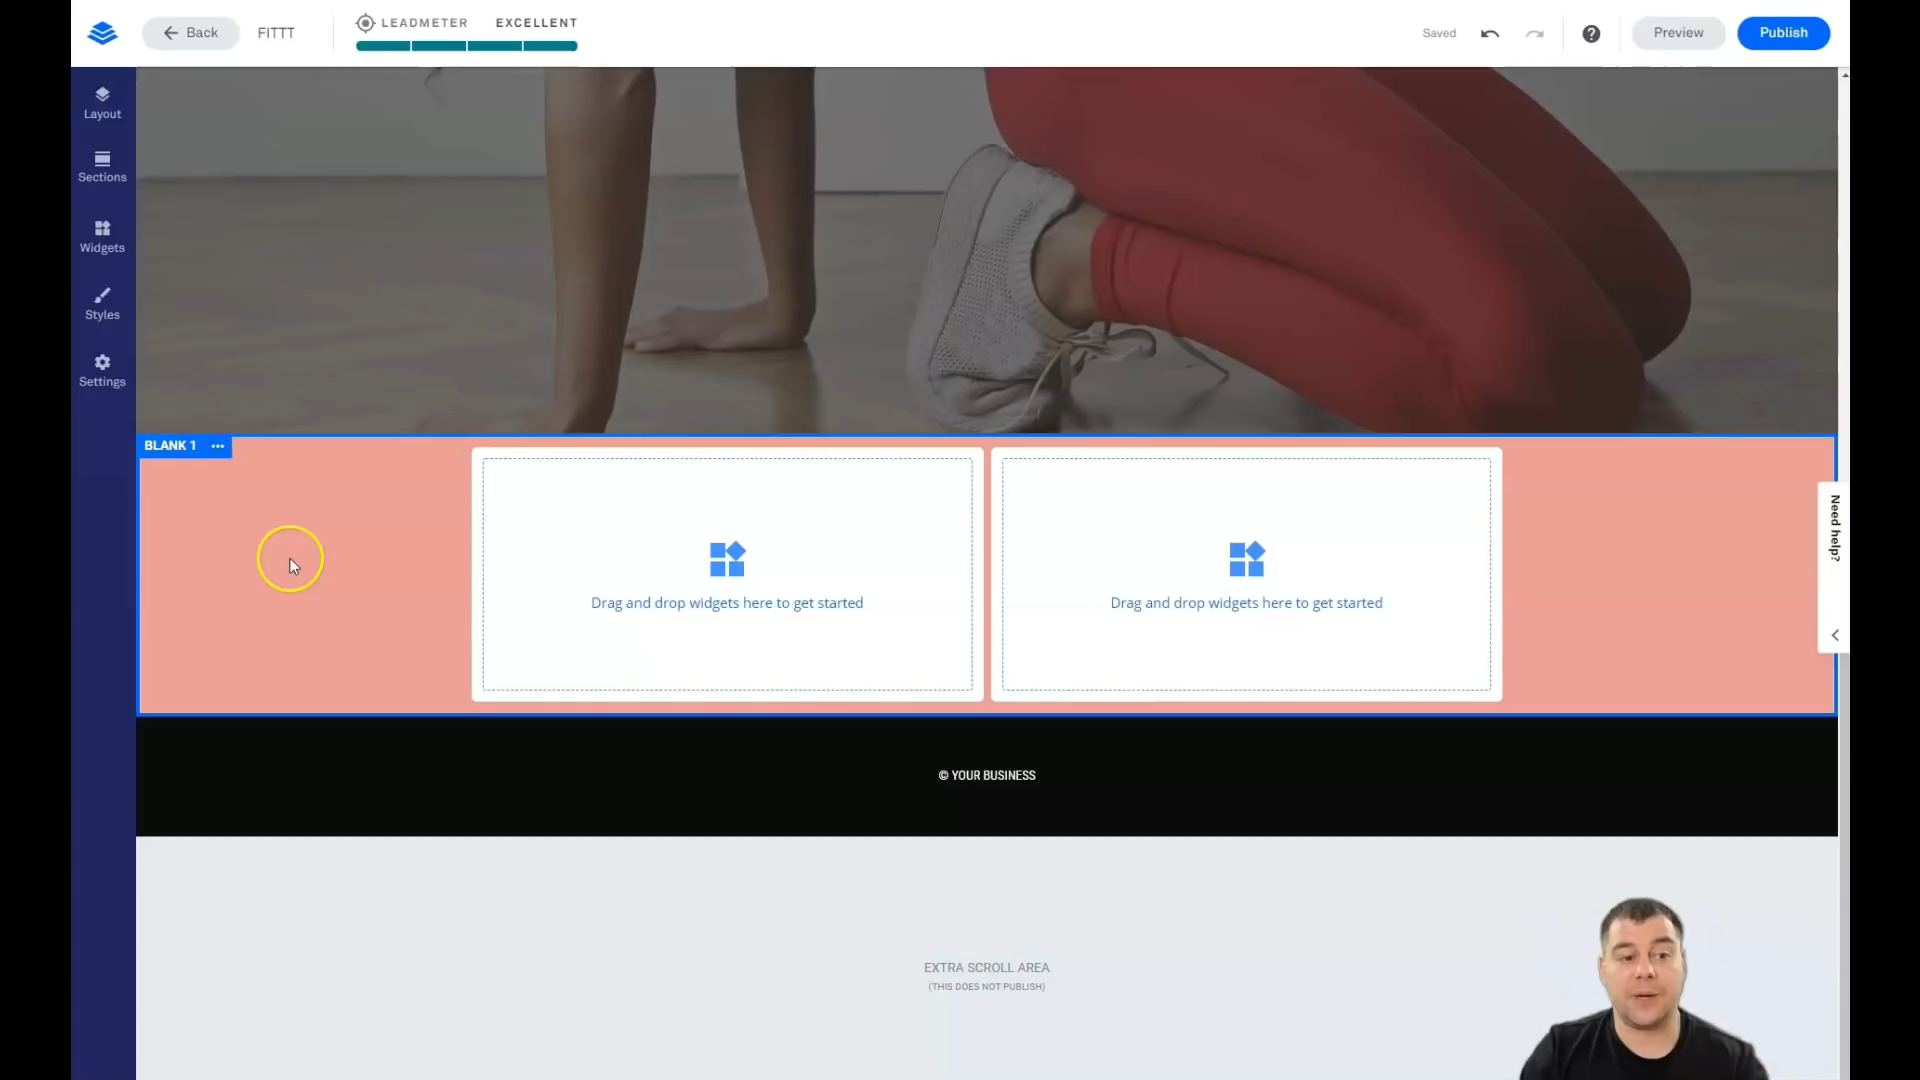 Back
FITTT
LEADMETER EXCELLENT
Saved
Preview
Publish
Layout
Sections
Widgets
Styles
Settings
BLANK 1
Drag and drop widgets here to get started
Drag and drop widgets here to get started
Need help?
© YOUR BUSINESS
EXTRA SCROLL AREA
(THIS DOES NOT PUBLISH)